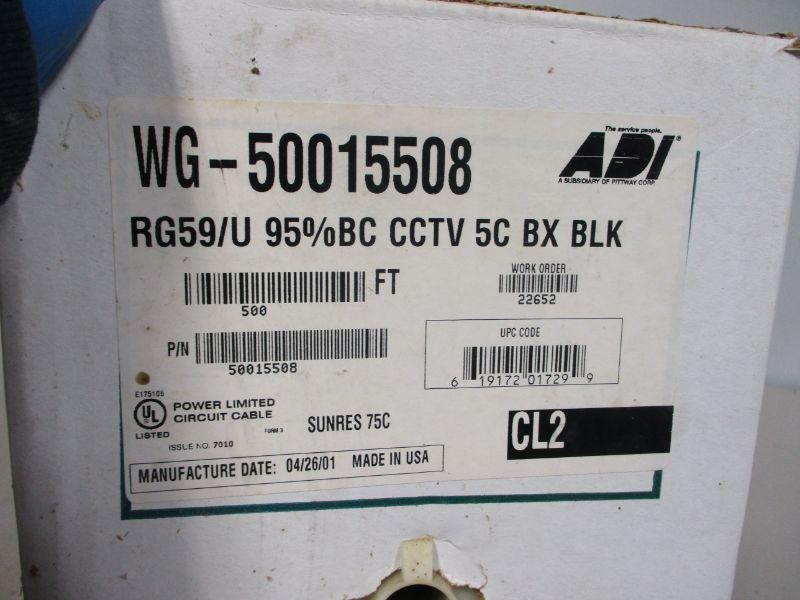 WG-50015508
The service people.
ADI®
A SUBSIDIARY OF PITTWAY CORP.
RG59/U 95%BC CCTV 5C BX BLK
500 FT
WORK ORDER
22652
P/N 50015508
UPC CODE
6 19172 01729 9
E175106
UL
LISTED
POWER LIMITED
CIRCUIT CABLE
FORM 3
SUNRES 75C
CL2
ISSUE NO. 7010
MANUFACTURE DATE: 04/26/01 MADE IN USA